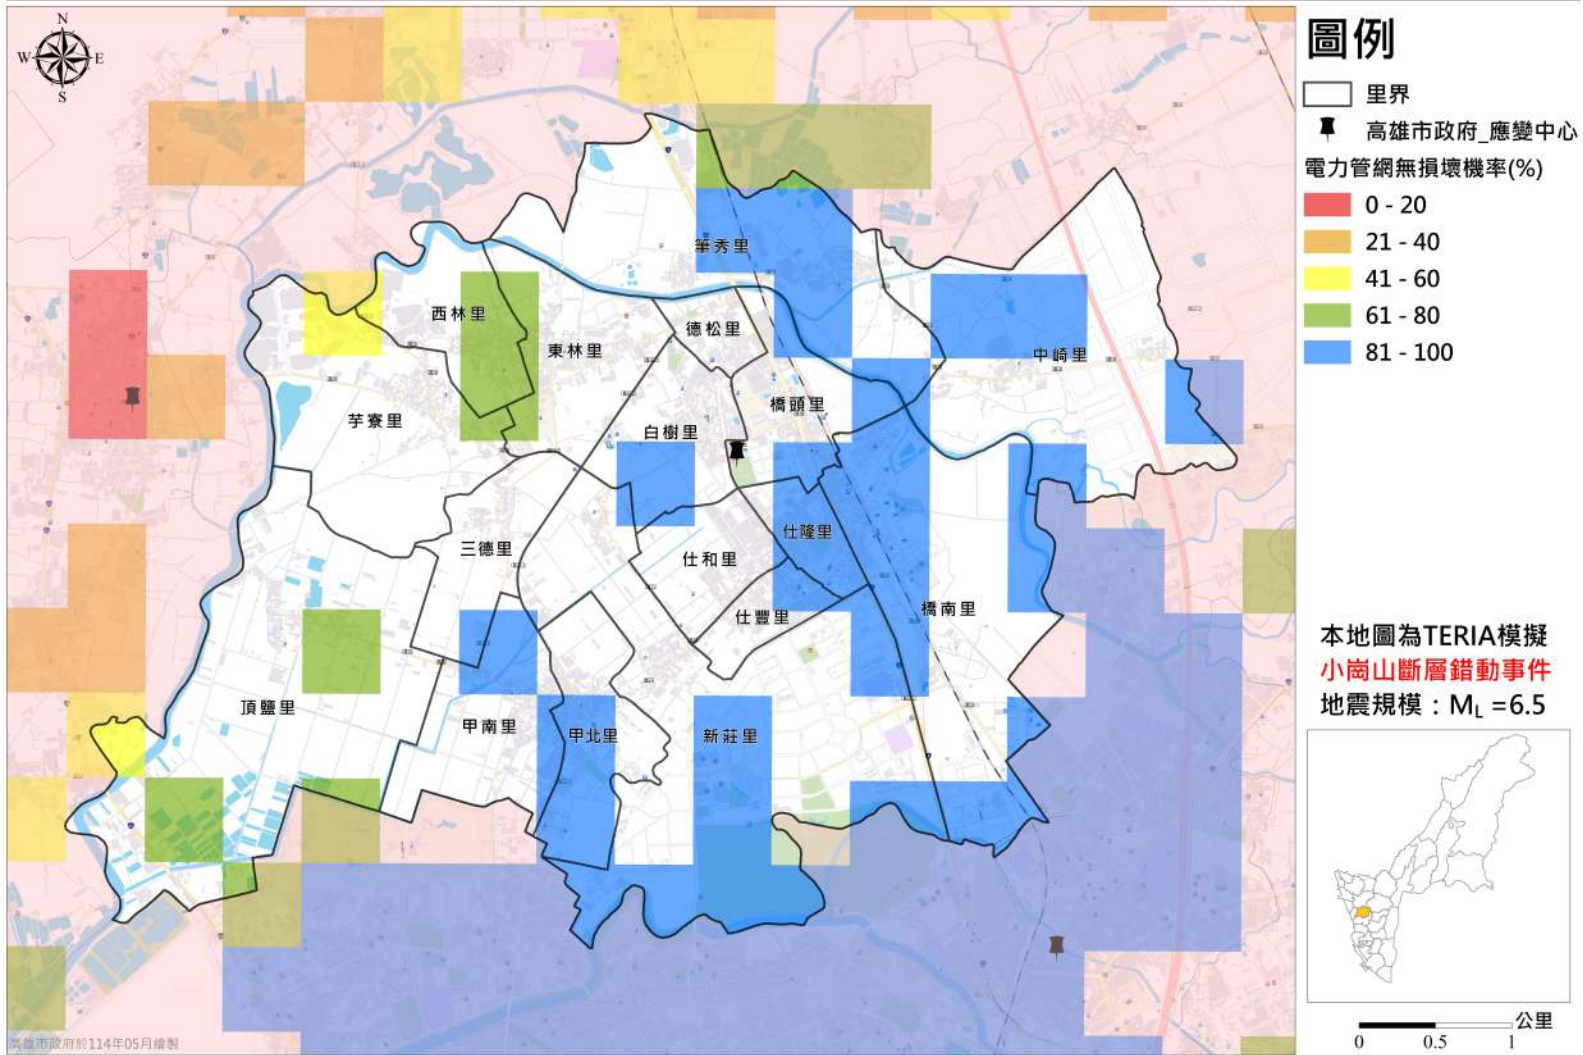 N
W
E
S
筆秀里
西林里
德松里
東林里
中崎里
橋頭里
芋寮里
白樹里
仕隆里
三德里
仕和里
橋南里
仕豐里
頂鹽里
甲南里
甲北里
新莊里
高雄市政府於114年05月繪製
圖例
里界
高雄市政府_應變中心
電力管網無損壞機率(%)
0 - 20
21 - 40
41 - 60
61 - 80
81 - 100
本地圖為TERIA模擬
小崗山斷層錯動事件
地震規模：ML =6.5
公里
0 0.5 1